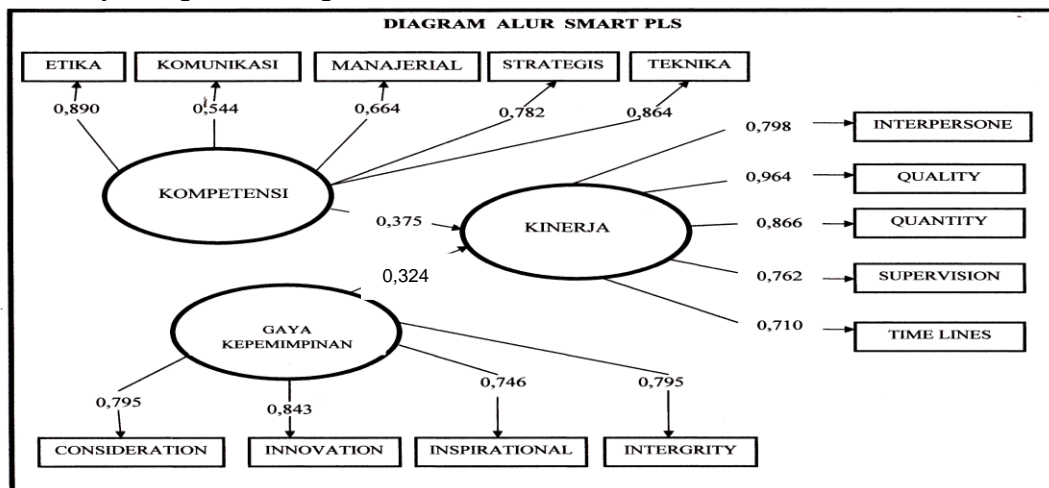 DIAGRAM ALUR SMART PLS
ETIKA
KOMUNIKASI
MANAJERIAL
STRATEGIS
TEKNIKA
0,890
0,544
0,664
0,782
0,864
0,798
INTERPERSONE
KOMPETENSI
0,964
QUALITY
0,375
KINERJA
0,866
QUANTITY
0,324
0,762
SUPERVISION
GAYA
KEPEMIMPINAN
0,710
TIME LINES
0,795
0,843
0,746
0,795
CONSIDERATION
INNOVATION
INSPIRATIONAL
INTERGRITY